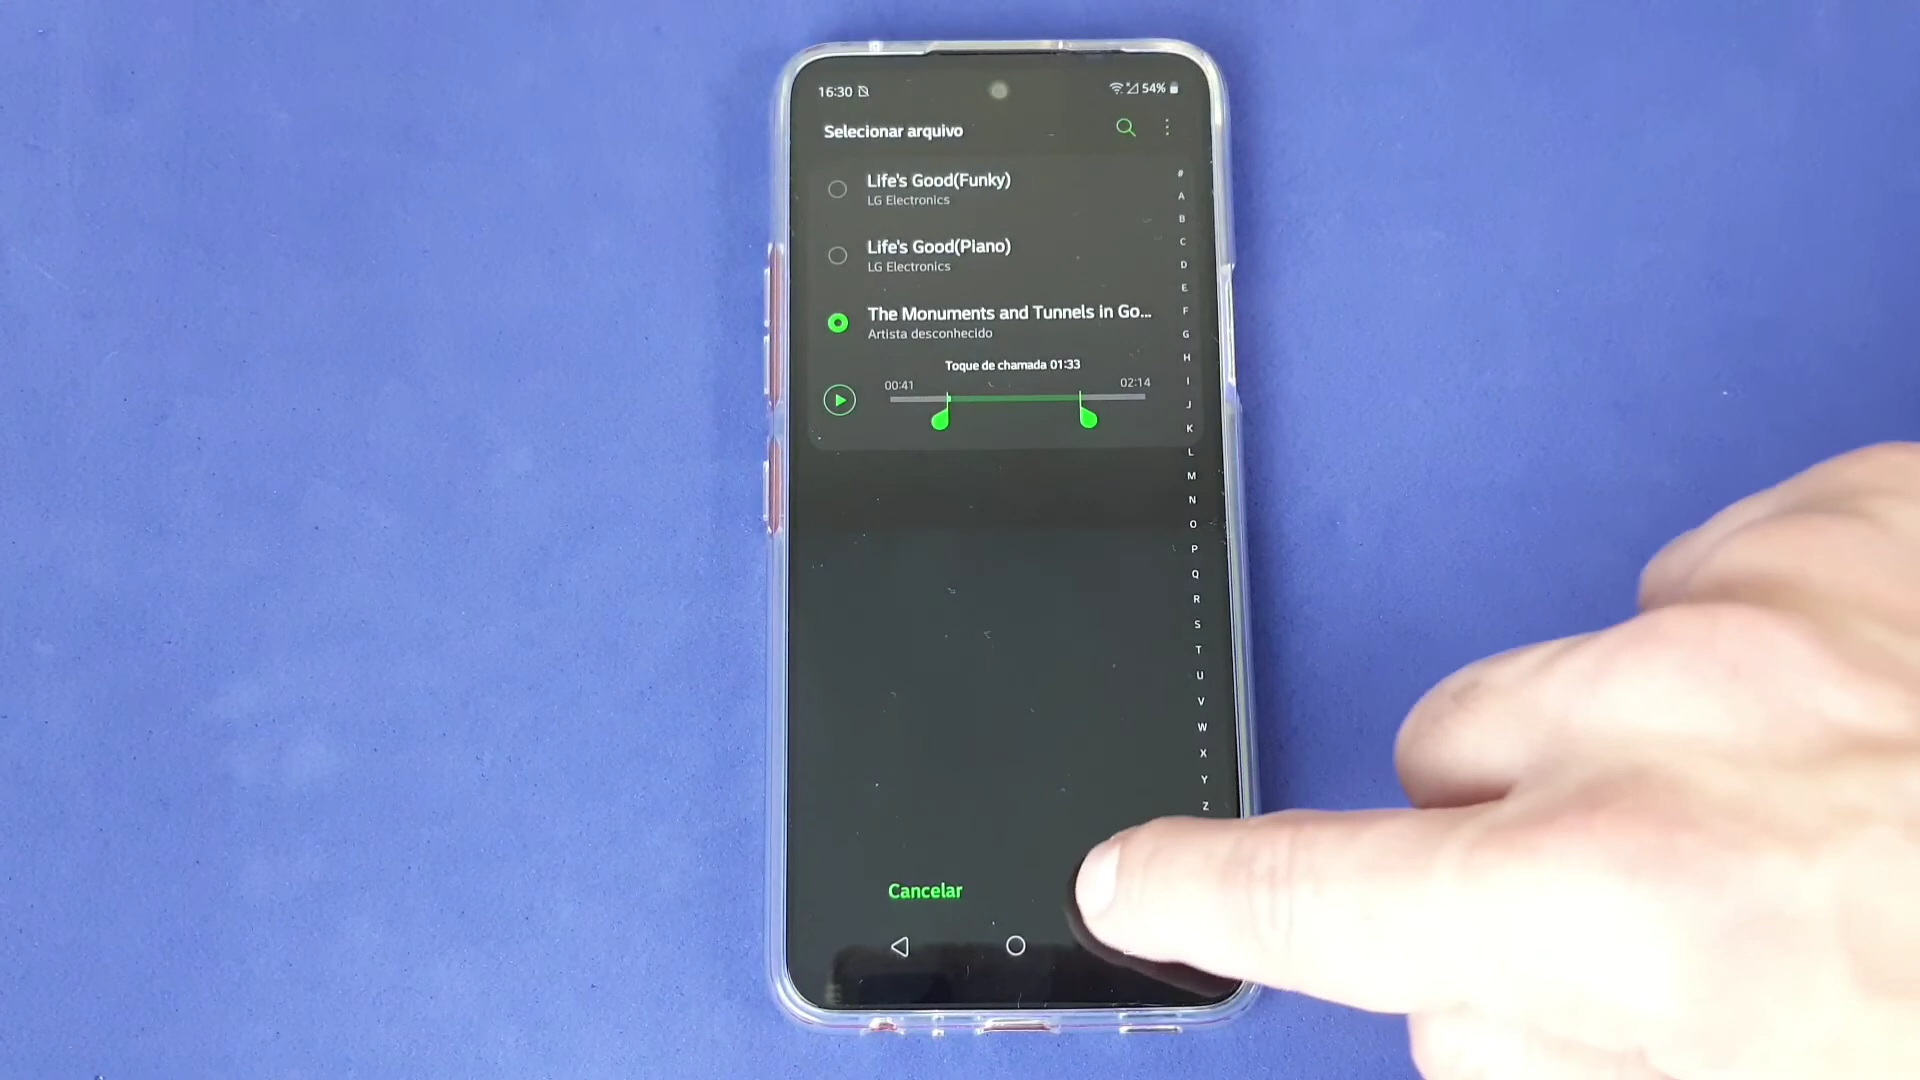 16:30
54%
Selecionar arquivo
Life's Good(Funky)
LG Electronics
Life's Good(Piano)
LG Electronics
The Monuments and Tunnels in Go...
Artista desconhecido
Toque de chamada 01:33
00:41
02:14
#
A
B
C
D
E
F
G
H
I
J
K
L
M
N
O
P
Q
R
S
T
U
V
W
X
Y
Z
Cancelar